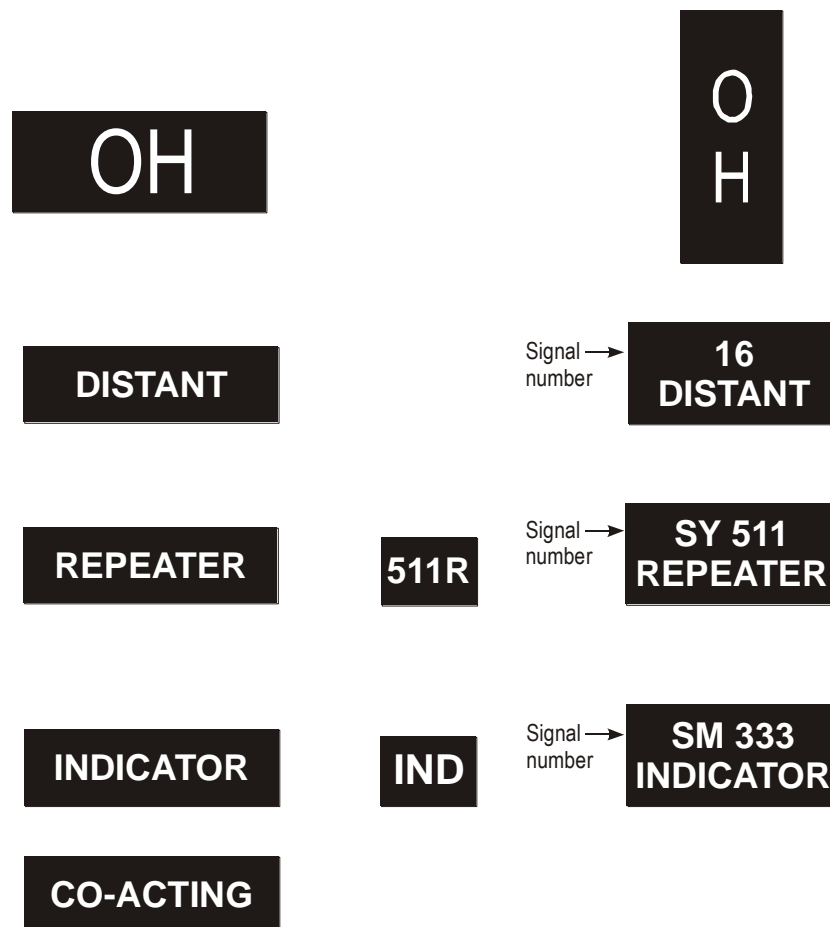 OH
O
H
DISTANT
Signal
number
16
DISTANT
REPEATER
511R
Signal
number
SY 511
REPEATER
INDICATOR
IND
Signal
number
SM 333
INDICATOR
CO-ACTING